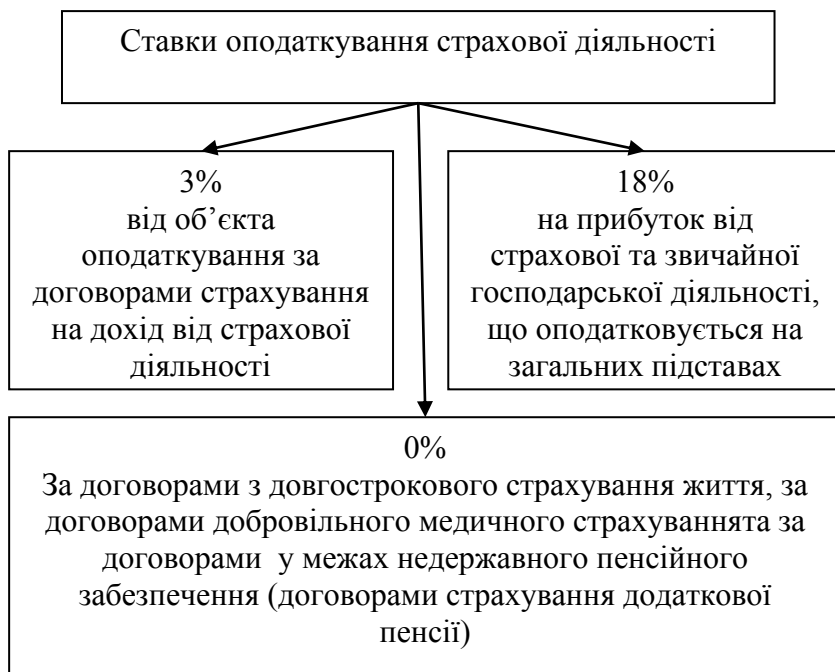 Ставки оподаткування страхової діяльності
3%
від об’єкта
оподаткування за
договорами страхування
на дохід від страхової
діяльності
18%
на прибуток від
страхової та звичайної
господарської діяльності,
що оподатковується на
загальних підставах
0%
За договорами з довгострокового страхування життя, за
договорами добровільного медичного страхуваннята за
договорами у межах недержавного пенсійного
забезпечення (договорами страхування додаткової
пенсії)